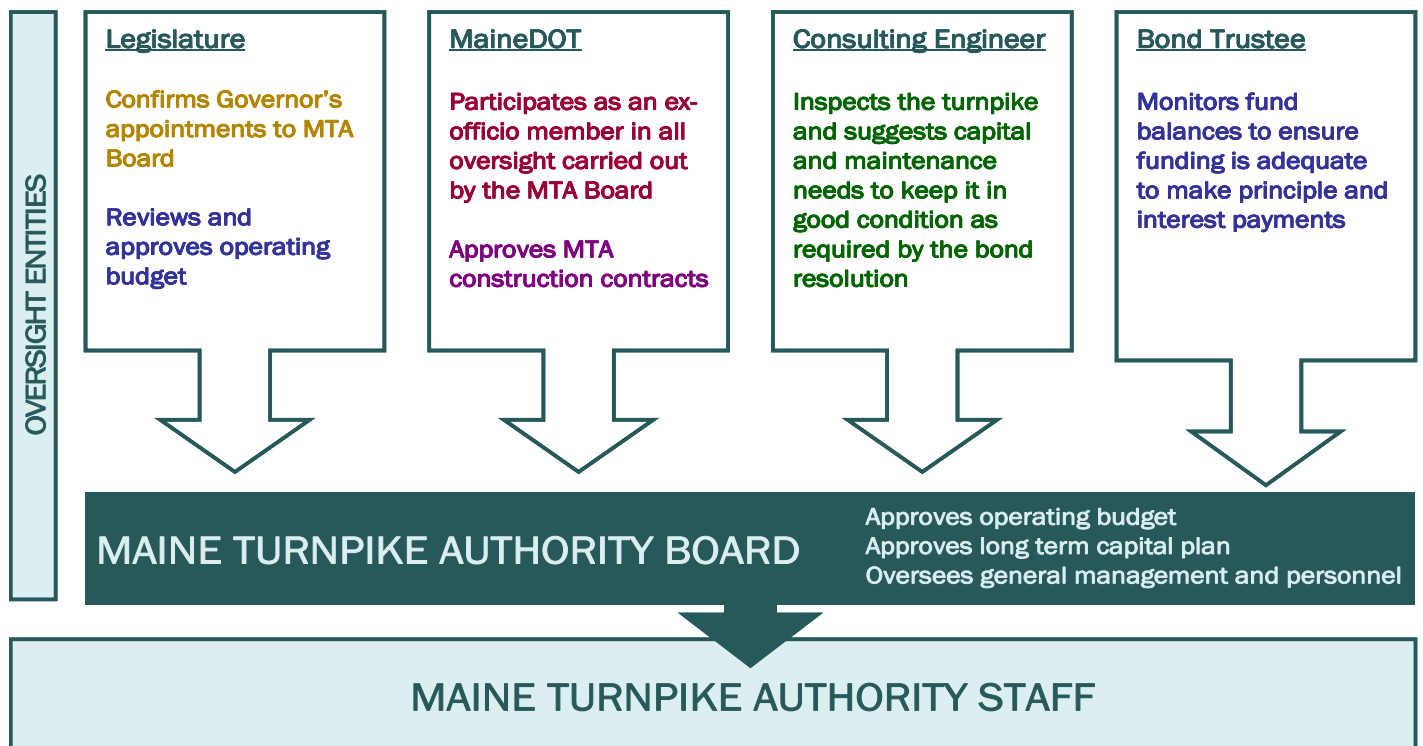 OVERSIGHT ENTITIES
Legislature
Confirms Governor’s
appointments to MTA
Board
Reviews and
approves operating
budget
MaineDOT
Participates as an ex-
officio member in all
oversight carried out
by the MTA Board
Approves MTA
construction contracts
Consulting Engineer
Inspects the turnpike
and suggests capital
and maintenance
needs to keep it in
good condition as
required by the bond
resolution
Bond Trustee
Monitors fund
balances to ensure
funding is adequate
to make principle and
interest payments
MAINE TURNPIKE AUTHORITY BOARD
Approves operating budget
Approves long term capital plan
Oversees general management and personnel
MAINE TURNPIKE AUTHORITY STAFF